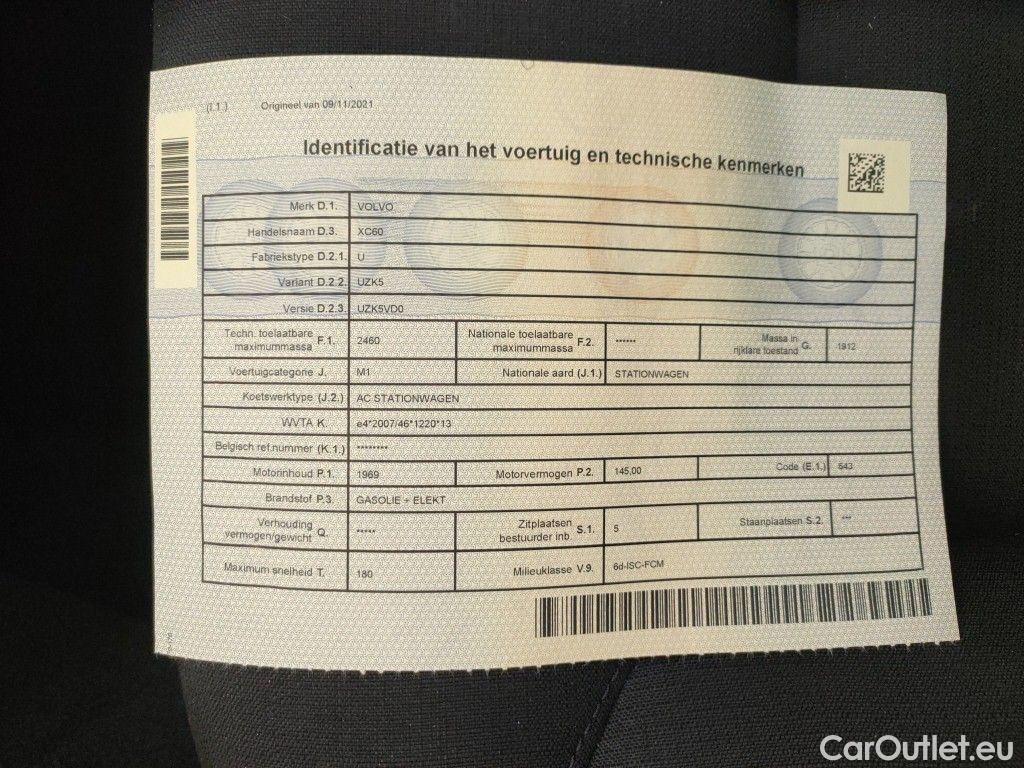 (I.1.) Origineel van 09/11/2021
Identificatie van het voertuig en technische kenmerken
Merk D.1. VOLVO
Handelsnaam D.3. XC60
Fabriekstype D.2.1. U
Variant D.2.2. UZK5
Versie D.2.3. UZK5VD0
Techn. toelaatbare maximummassa F.1. 2460 Nationale toelaatbare maximummassa F.2. ****** Massa in rijklare toestand G. 1912
Voertuigcategorie J. M1 Nationale aard (J.1.) STATIONWAGEN
Koetswerktype (J.2.) AC STATIONWAGEN
WVTA K. e4*2007/46*1220*13
Belgisch ref.nummer (K.1.) ********
Motorinhoud P.1. 1969 Motorvermogen P.2. 145,00 Code (E.1.) 543
Brandstof P.3. GASOLIE + ELEKT
Verhouding vermogen/gewicht Q. ***** Zitplaatsen bestuurder inb. S.1. 5 Staanplaatsen S.2. ***
Maximum snelheid T. 180 Milieuklasse V.9. 6d-ISC-FCM
CarOutlet.eu